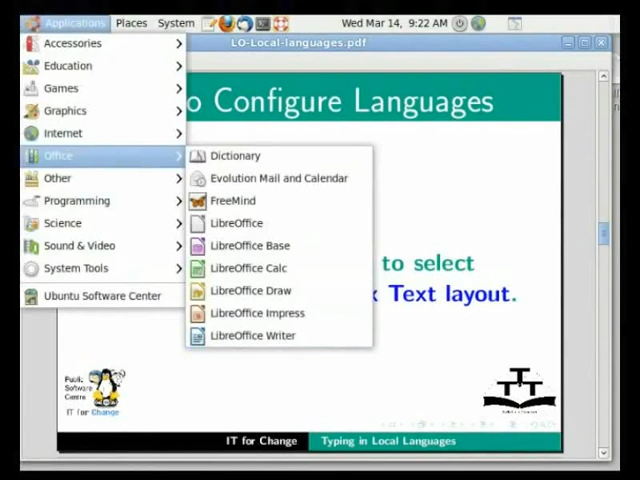 Applications Places System Wed Mar 14, 9:22 AM
LO-Local-languages.pdf
Accessories
Education
Games
Graphics
Internet
Office
Other
Programming
Science
Sound & Video
System Tools
Ubuntu Software Center
Dictionary
Evolution Mail and Calendar
FreeMind
LibreOffice
LibreOffice Base
LibreOffice Calc
LibreOffice Draw
LibreOffice Impress
LibreOffice Writer
o Configure Languages
to select
x Text layout.
Public
Software
Centre
IT for Change
IT for Change Typing in Local Languages